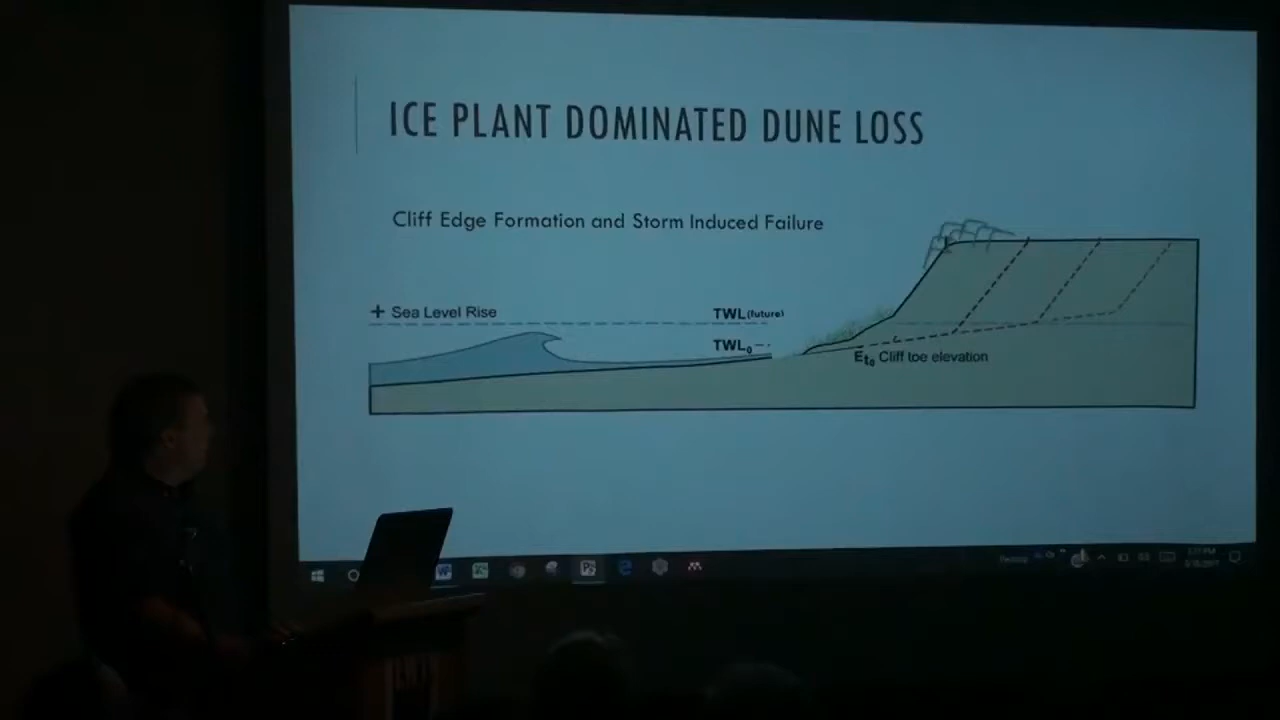 ICE PLANT DOMINATED DUNE LOSS
Cliff Edge Formation and Storm Induced Failure
+ Sea Level Rise
TWL(future)
TWL₀
Et₀ Cliff toe elevation